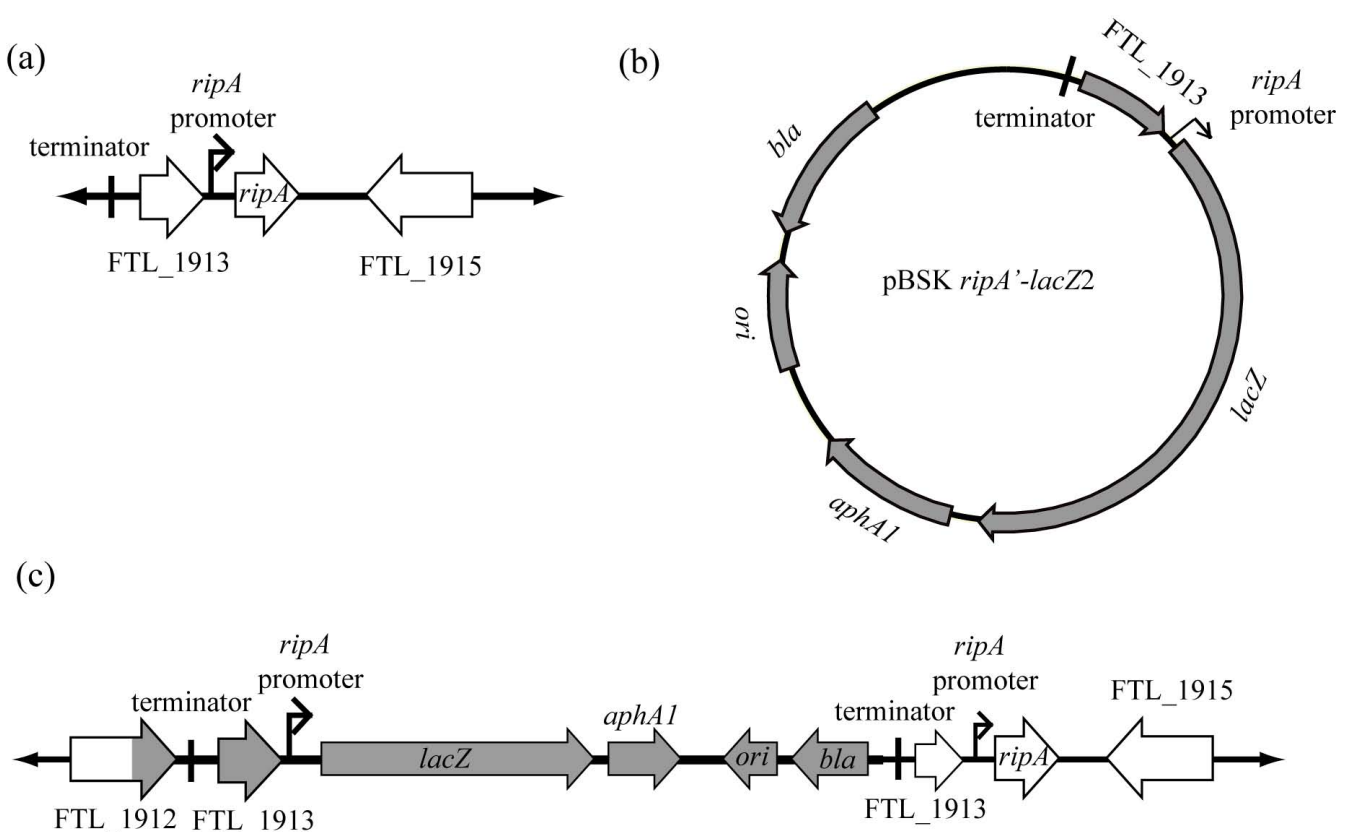 (a)
ripA
promoter
terminator
ripA
FTL_1913
FTL_1915
(b)
FTL_1913
ripA
promoter
terminator
bla
pBSK ripA’-lacZ2
ori
lacZ
aphA1
(c)
ripA
promoter
terminator
aphA1
ripA
promoter
terminator
FTL_1915
lacZ
ori
bla
ripA
FTL_1912
FTL_1913
FTL_1913